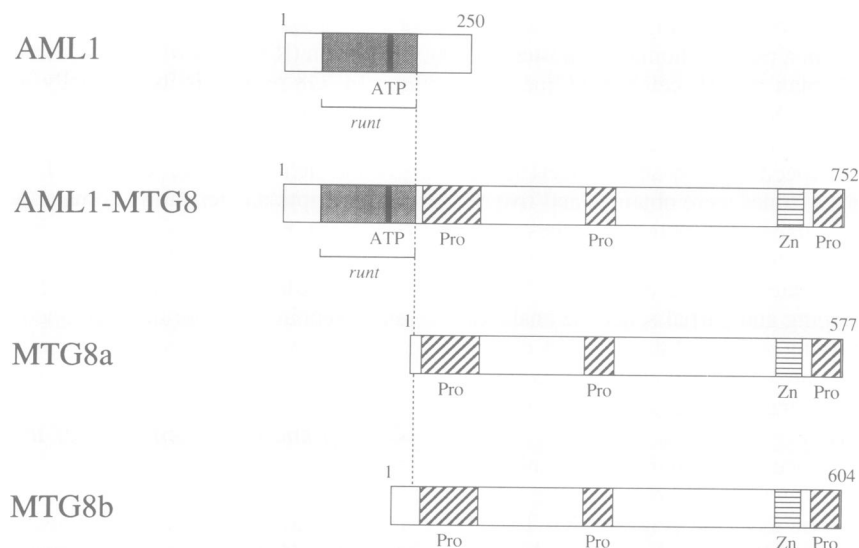 1 250
AML1
ATP
runt
1 752
AML1-MTG8
ATP Pro Pro Zn Pro
runt
1 577
MTG8a
Pro Pro Zn Pro
1 604
MTG8b
Pro Pro Zn Pro